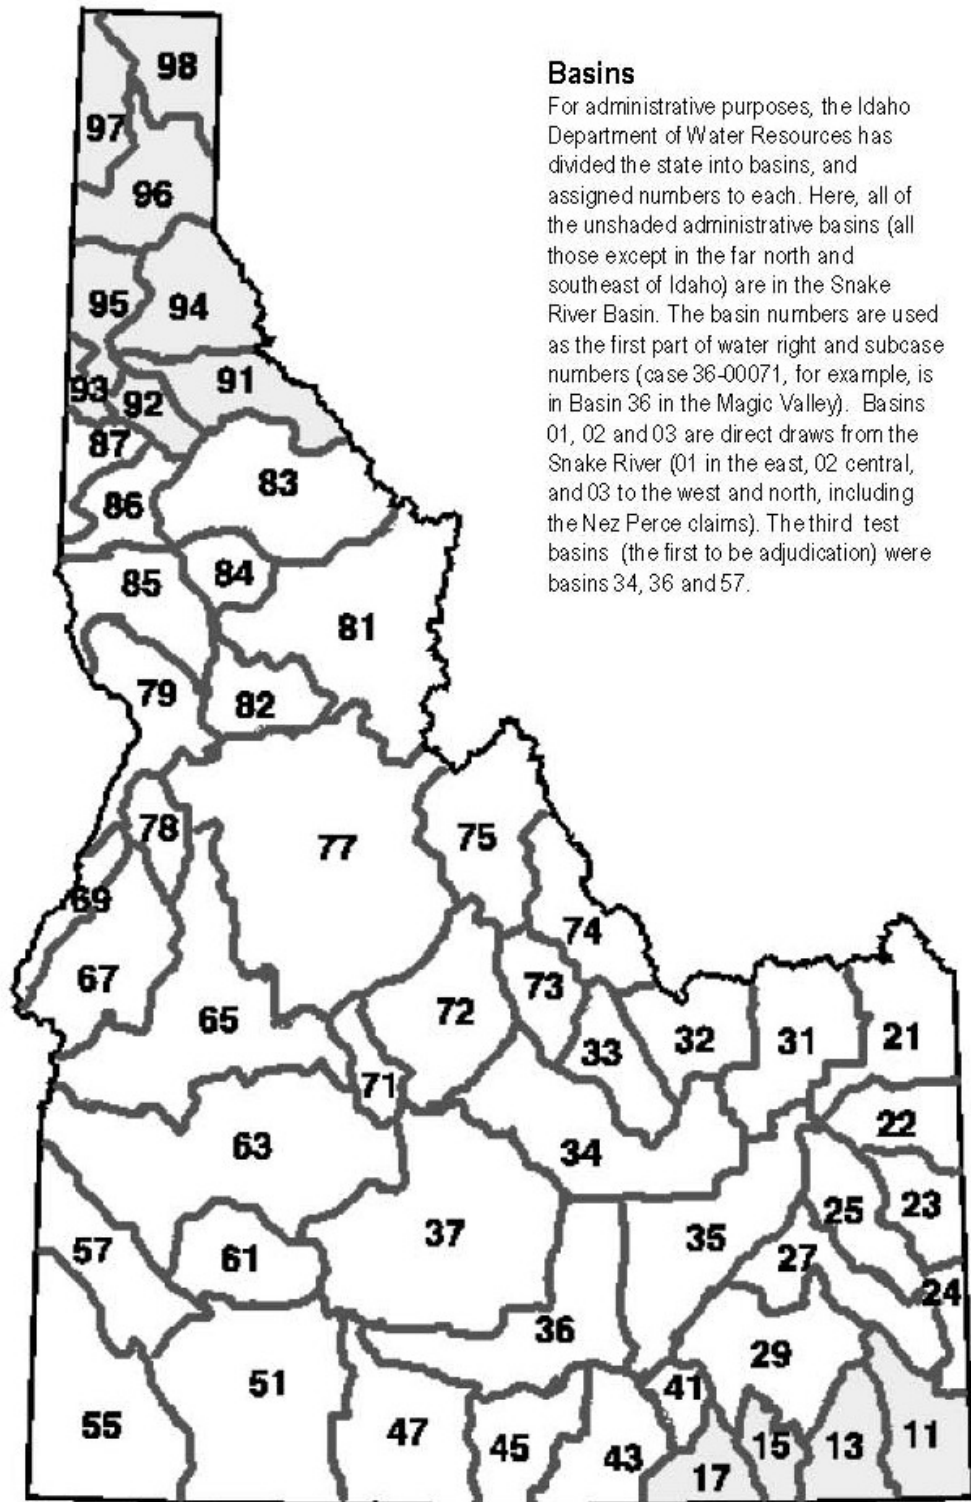 Basins
For administrative purposes, the Idaho
Department of Water Resources has
divided the state into basins, and
assigned numbers to each. Here, all of
the unshaded administrative basins (all
those except in the far north and
southeast of Idaho) are in the Snake
River Basin. The basin numbers are used
as the first part of water right and subcase
numbers (case 36-00071, for example, is
in Basin 36 in the Magic Valley). Basins
01, 02 and 03 are direct draws from the
Snake River (01 in the east, 02 central,
and 03 to the west and north, including
the Nez Perce claims). The third test
basins (the first to be adjudication) were
basins 34, 36 and 57.
98
97
96
95
94
91
93
92
87
83
86
84
85
81
79
82
78
77
75
69
74
67
73
72
65
33
32
31
21
71
22
63
34
23
25
37
35
57
61
27
24
36
29
51
41
55
47
45
43
15
13
11
17